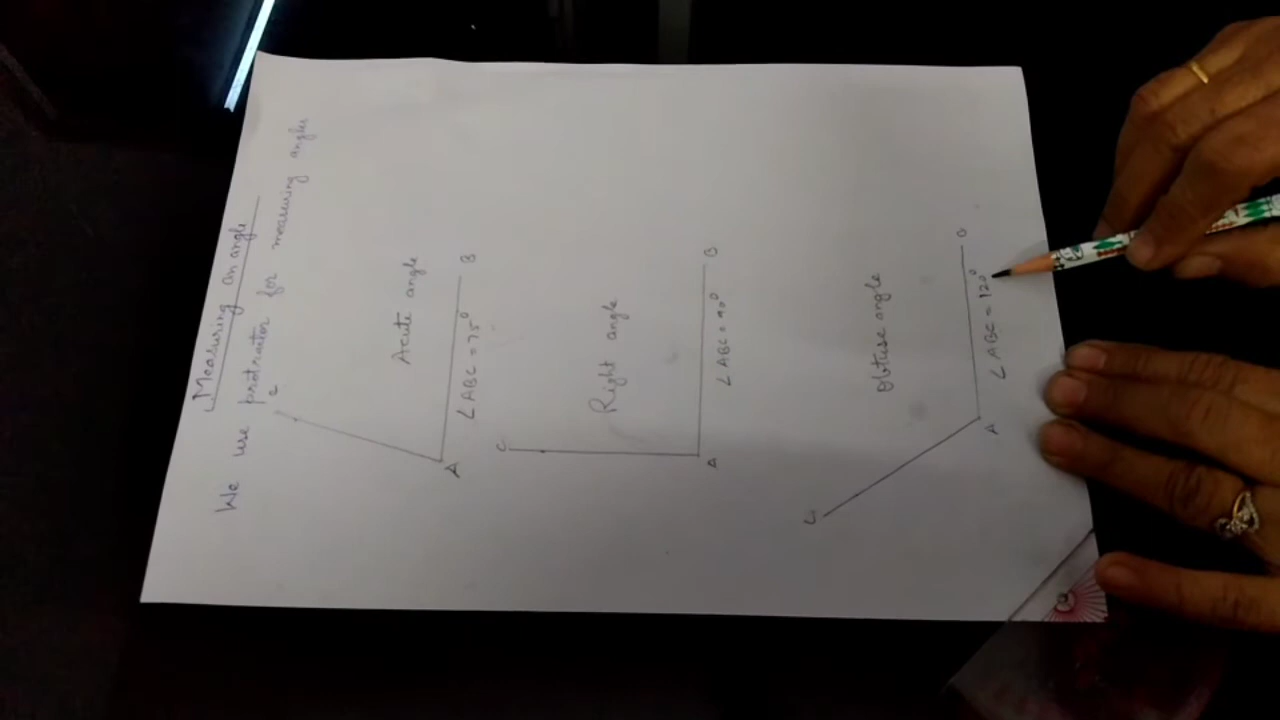 Measuring an angle
We use protractor for measuring angles
Acute angle
C
A
B
∠ABC = 75°
Right angle
C
A
B
∠ABC = 90°
Obtuse angle
C
A
B
∠ABC = 120°